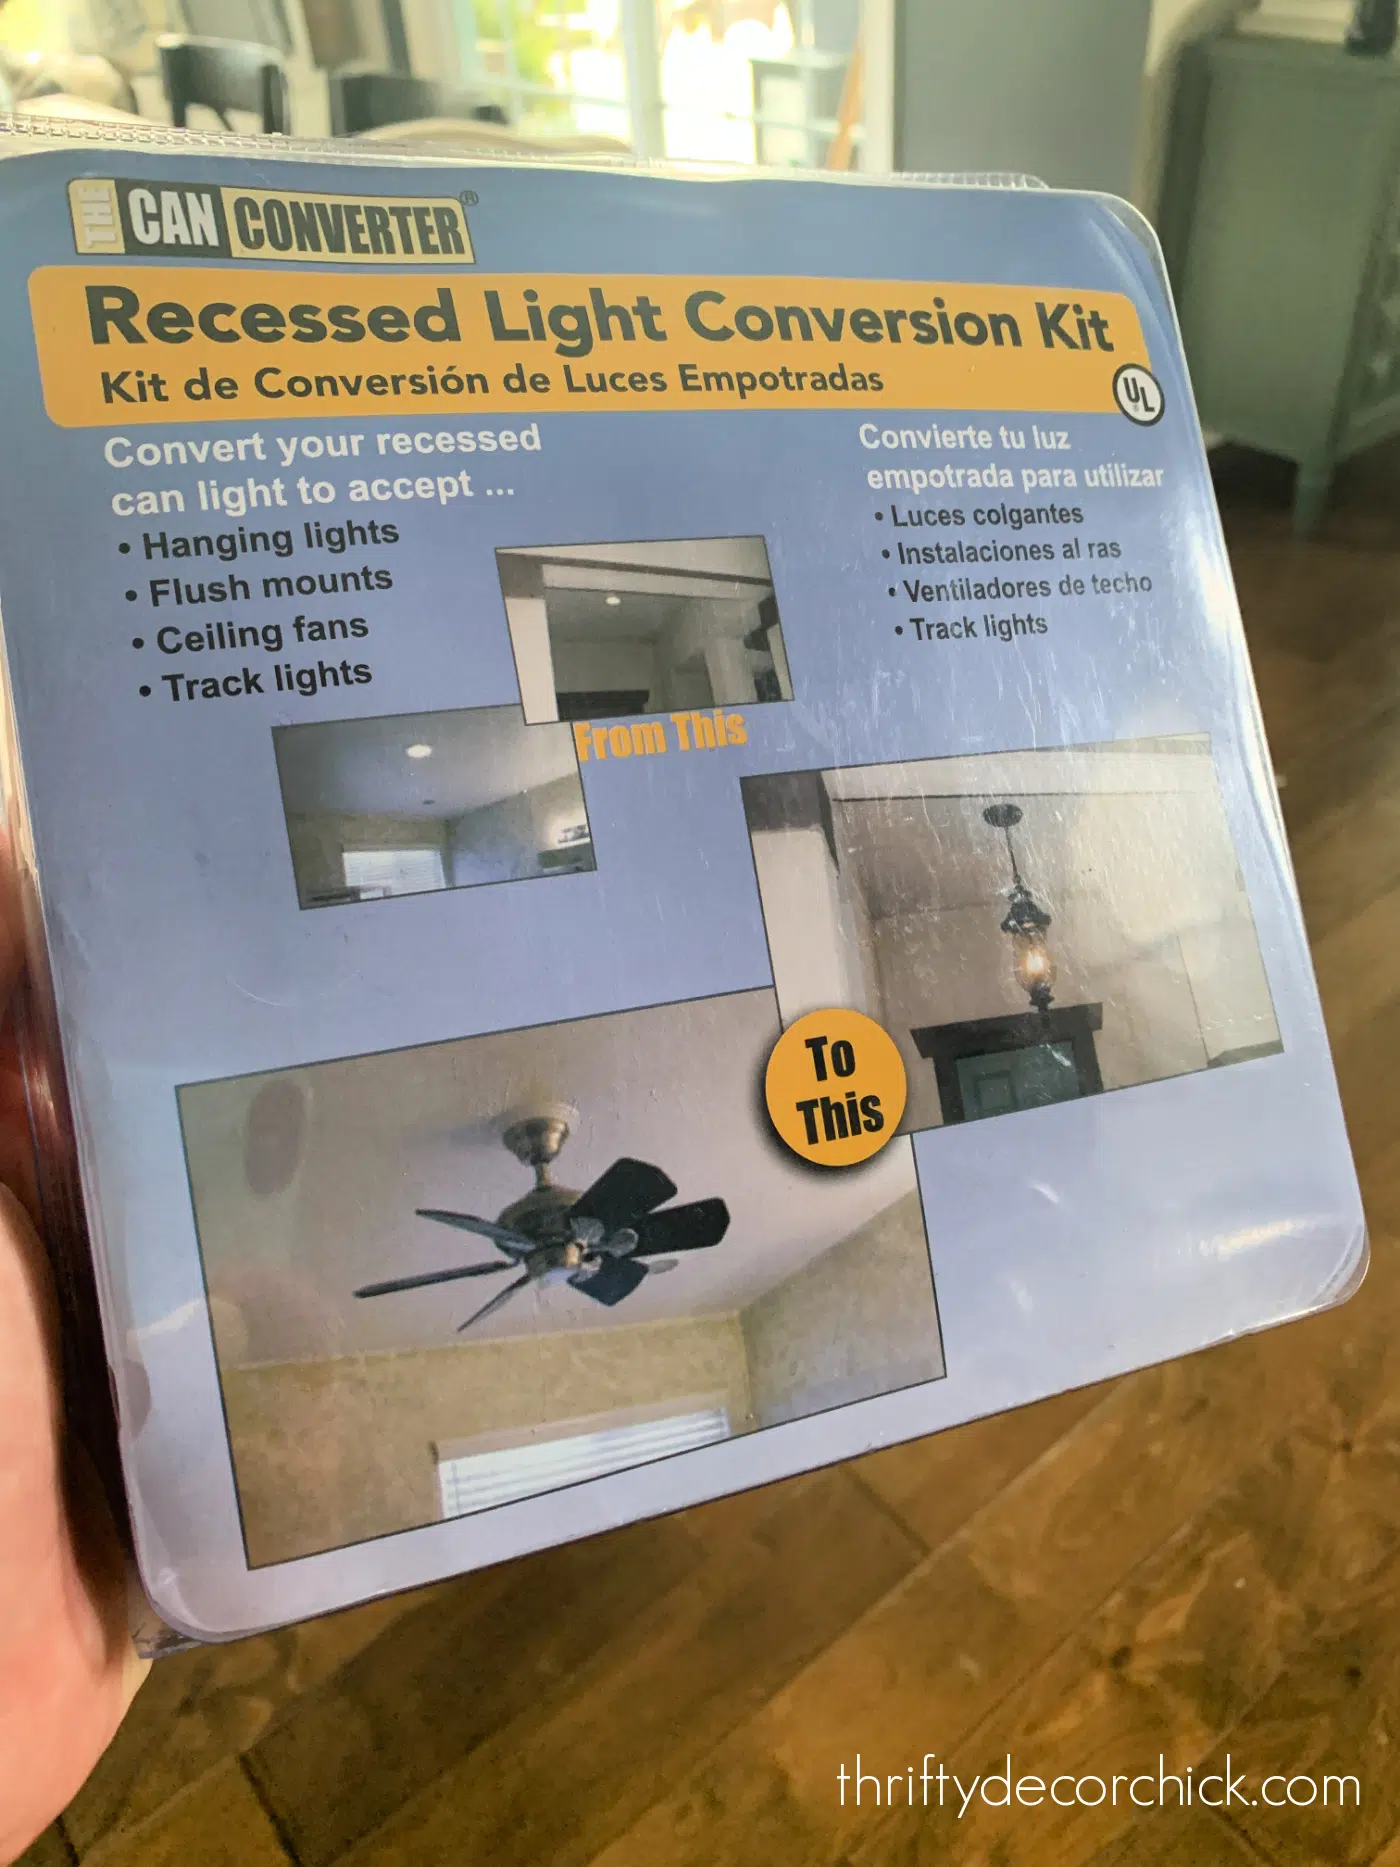 THE CAN CONVERTER®
Recessed Light Conversion Kit
Kit de Conversión de Luces Empotradas
UL
Convert your recessed
can light to accept ...
• Hanging lights
• Flush mounts
• Ceiling fans
• Track lights
Convierte tu luz
empotrada para utilizar
• Luces colgantes
• Instalaciones al ras
• Ventiladores de techo
• Track lights
From This
To
This
thriftydecorchick.com